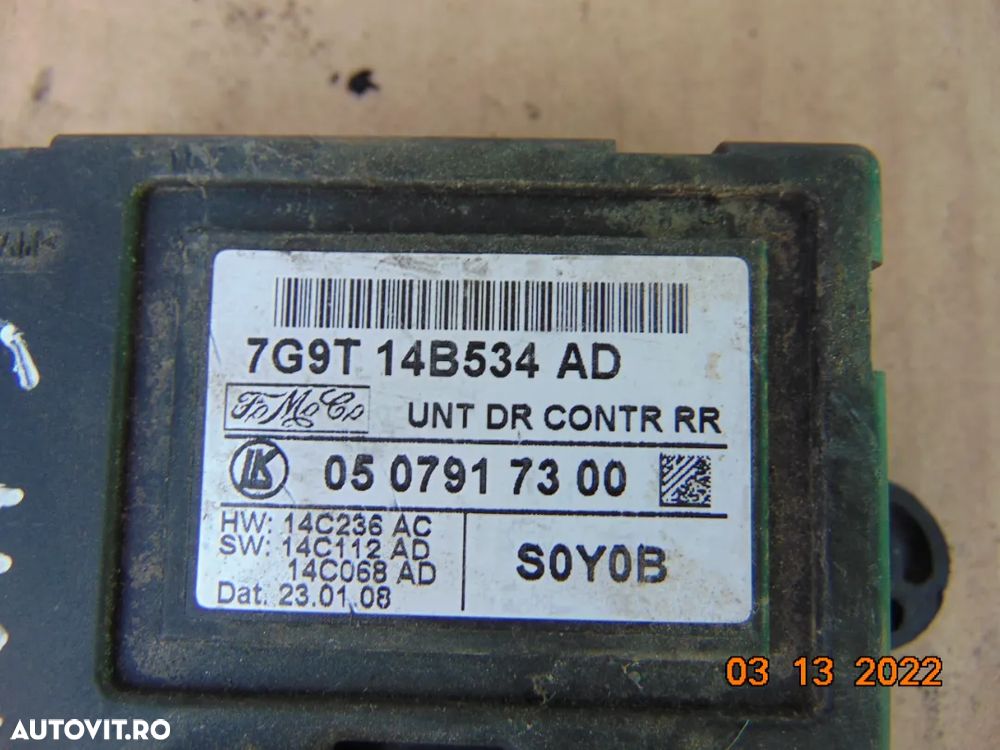 7G9T 14B534 AD
FoMoCo UNT DR CONTR RR
LK 05 0791 73 00
HW: 14C236 AC
SW: 14C112 AD
14C068 AD
Dat. 23.01.08
S0Y0B
03 13 2022
AUTOVIT.RO